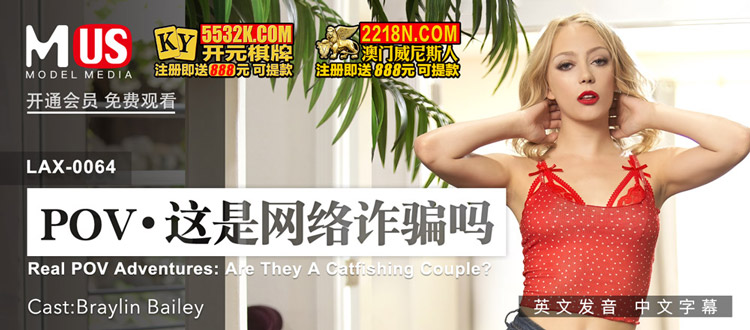 M US
MODEL MEDIA
开通会员 免费观看
KY 5532K.COM
开元棋牌
注册即送888元 可提款
2218N.COM
澳门威尼斯人
注册即送888元 可提款
LAX-0064
POV·这是网络诈骗吗
Real POV Adventures: Are They A Catfishing Couple?
Cast:Braylin Bailey
英文发音 中文字幕